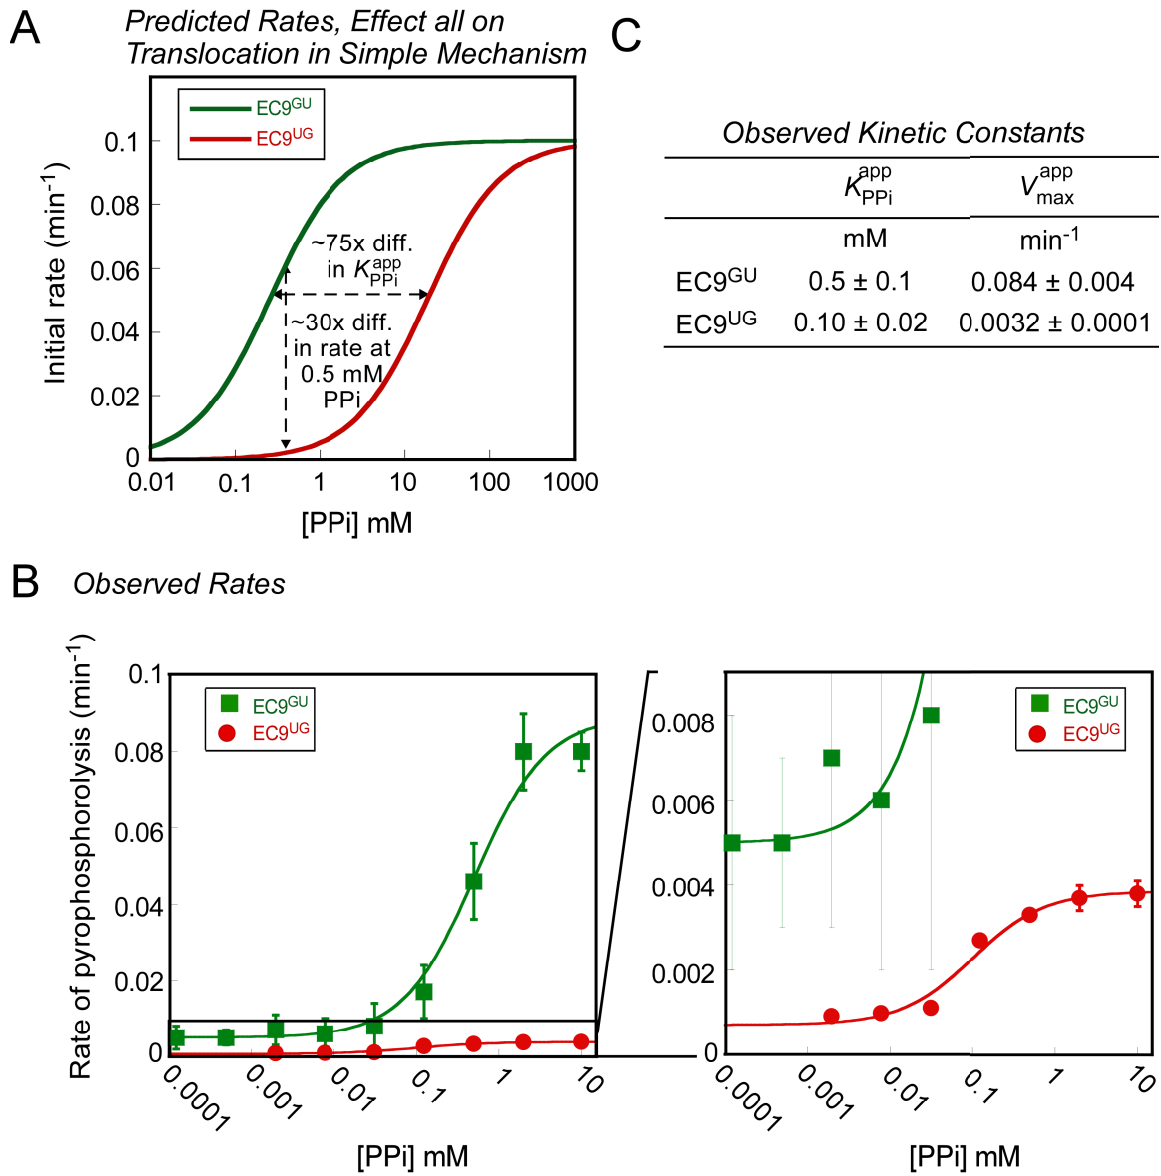 A
Predicted Rates, Effect all on
Translocation in Simple Mechanism
EC9GU
EC9UG
Initial rate (min-1)
0.1
0.08
0.06
0.04
0.02
0
~75x diff.
in KPPi app
~30x diff.
in rate at
0.5 mM
PPi
0.01 0.1 1 10 100 1000
[PPi] mM
C
Observed Kinetic Constants
KPPi app Vmax app
mM min-1
EC9GU 0.5 ± 0.1 0.084 ± 0.004
EC9UG 0.10 ± 0.02 0.0032 ± 0.0001
B Observed Rates
Rate of pyrophosphorolysis (min-1)
0.1
0.08
0.06
0.04
0.02
0
EC9GU
EC9UG
0.0001 0.001 0.01 0.1 1 10
[PPi] mM
0.008
0.006
0.004
0.002
0
EC9GU
EC9UG
0.0001 0.001 0.01 0.1 1 10
[PPi] mM